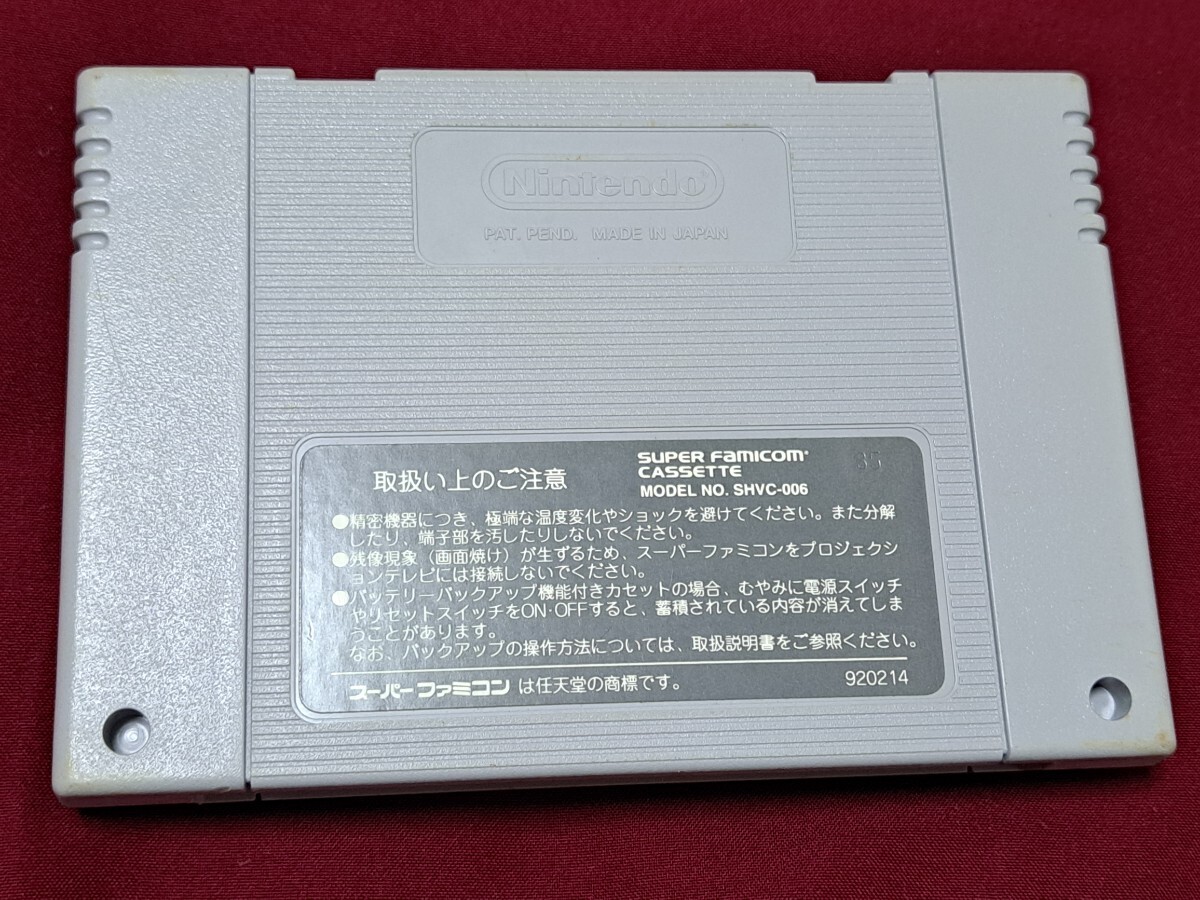 Nintendo
PAT. PEND. MADE IN JAPAN
取扱い上のご注意
SUPER FAMICOM
CASSETTE
MODEL NO. SHVC-006
35
●精密機器につき、極端な温度変化やショックを避けてください。また分解
したり、端子部を汚したりしないでください。
●残像現象（画面焼け）が生ずるため、スーパーファミコンをプロジェクシ
ョンテレビには接続しないでください。
●バッテリーバックアップ機能付きカセットの場合、むやみに電源スイッチ
やリセットスイッチをON・OFFすると、蓄積されている内容が消えてしま
うことがあります。
なお、バックアップの操作方法については、取扱説明書をご参照ください。
スーパーファミコンは任天堂の商標です。
920214